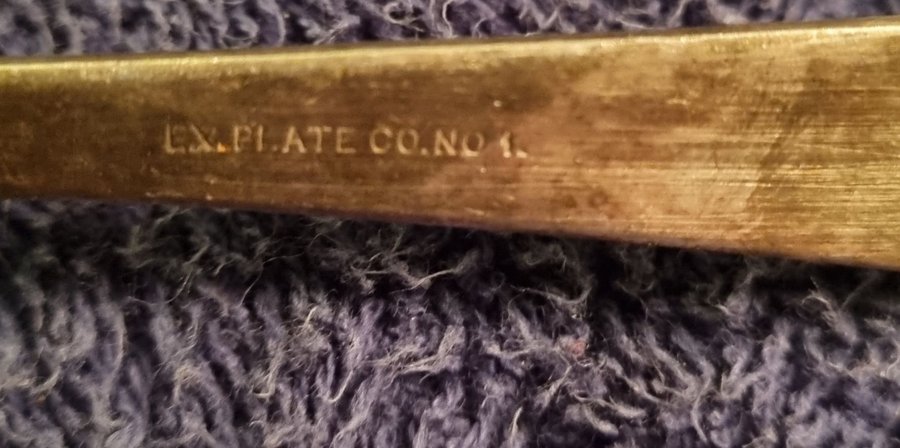 EX. PLATE CO. NO 1.